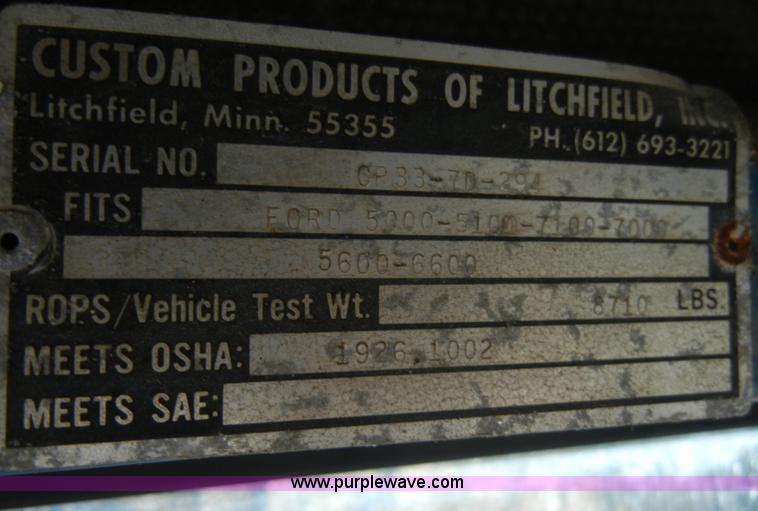 CUSTOM PRODUCTS OF LITCHFIELD, INC.
Litchfield, Minn. 55355 PH. (612) 693-3221
SERIAL NO. CP33-7D-294
FITS FORD 5000-5100-7100-7000
5600-6600
ROPS/Vehicle Test Wt. 8710 LBS.
MEETS OSHA: 1926.1002
MEETS SAE:
www.purplewave.com